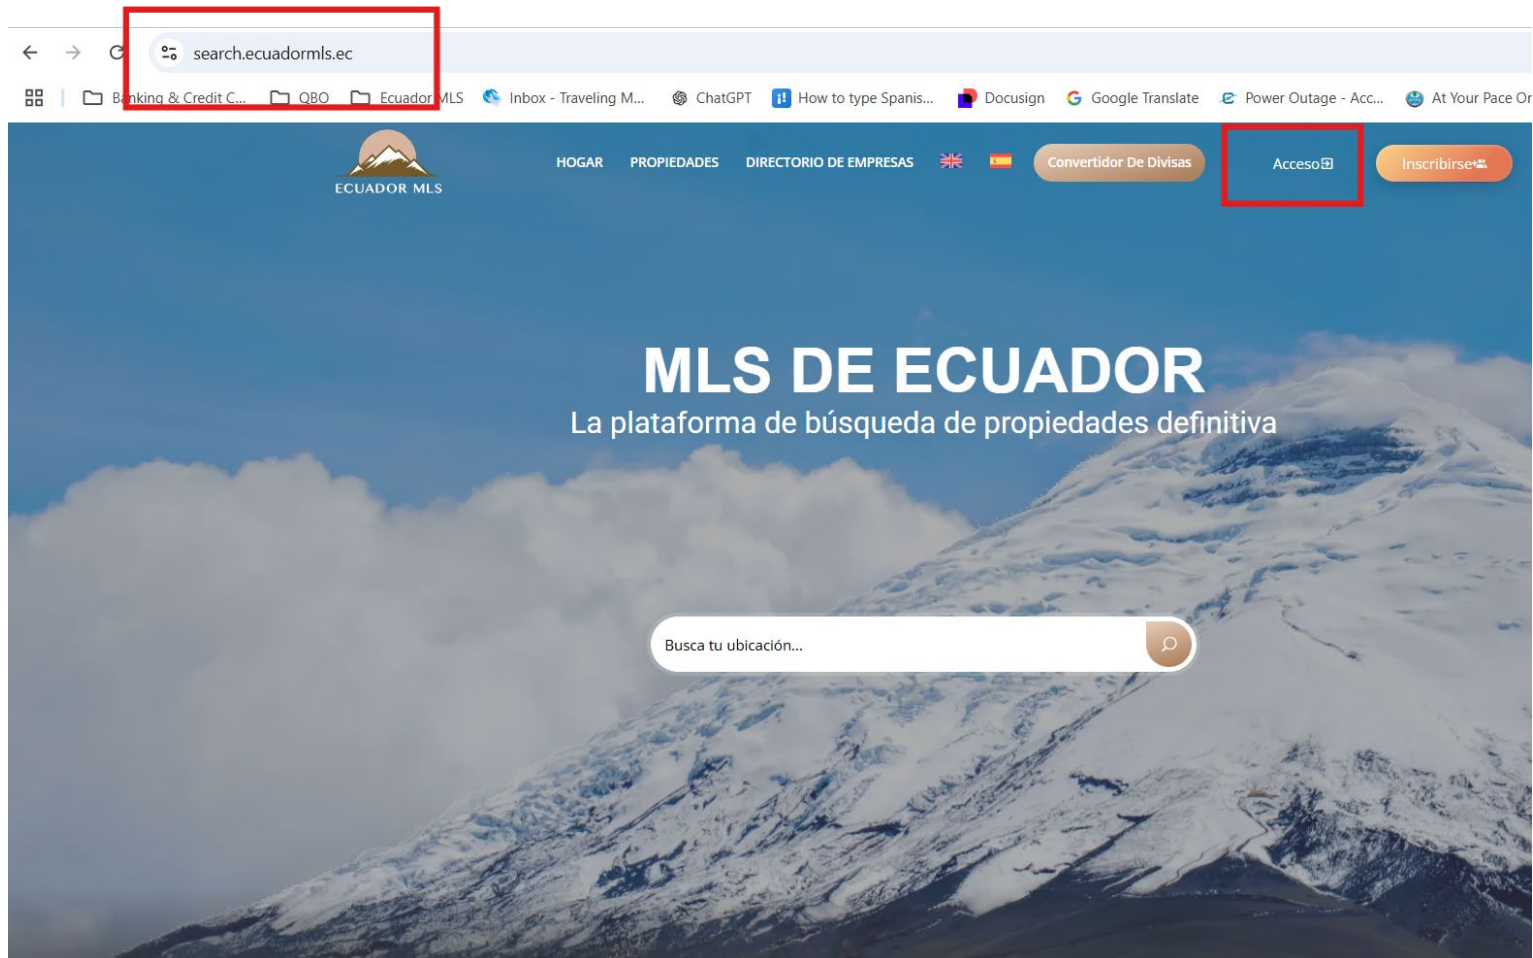 search.ecuadormls.ec
Banking & Credit C... QBO Ecuador MLS Inbox - Traveling M... ChatGPT How to type Spanis... Docusign Google Translate Power Outage - Acc... At Your Pace On
ECUADOR MLS
HOGAR PROPIEDADES DIRECTORIO DE EMPRESAS Convertidor De Divisas Acceso Inscribirse
MLS DE ECUADOR
La plataforma de búsqueda de propiedades definitiva
Busca tu ubicación...